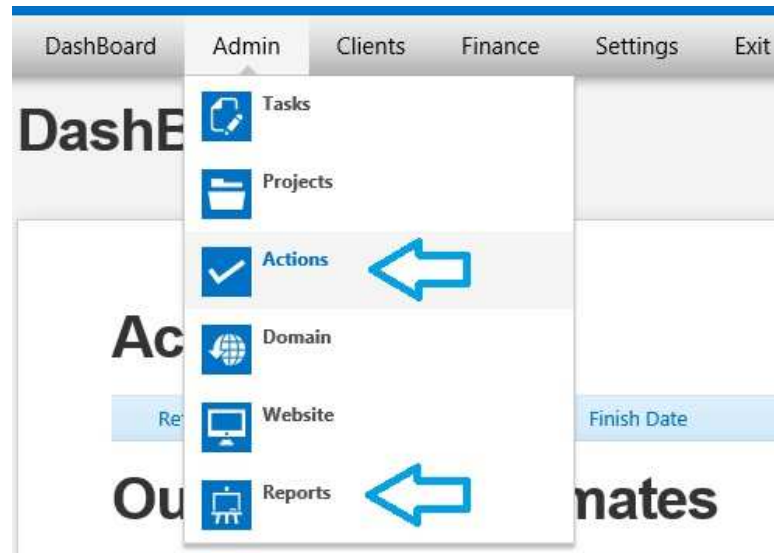 DashBoard Admin Clients Finance Settings Exit
DashB
Tasks
Projects
Actions
Ac
Domain
Re
Website
Finish Date
Reports
Ou mates